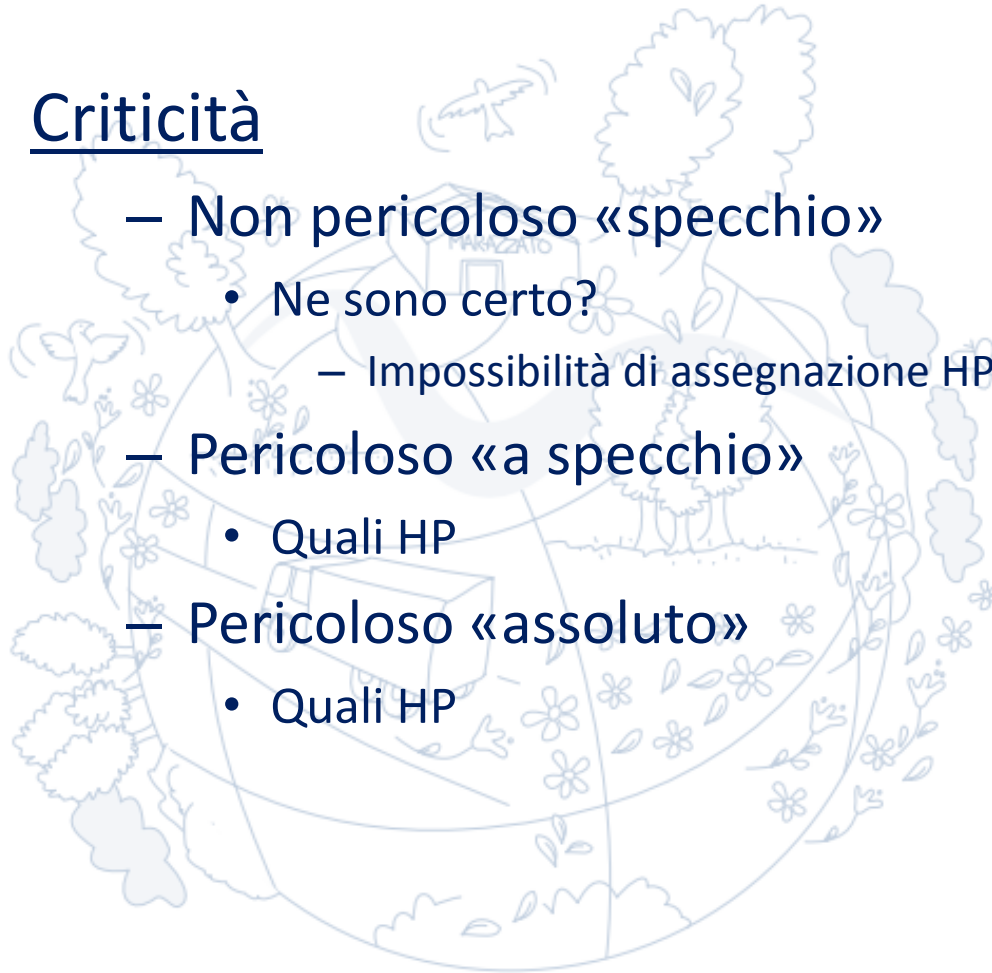 Criticità
– Non pericoloso «specchio»
• Ne sono certo?
– Impossibilità di assegnazione HP
– Pericoloso «a specchio»
• Quali HP
– Pericoloso «assoluto»
• Quali HP
MARAZZATO